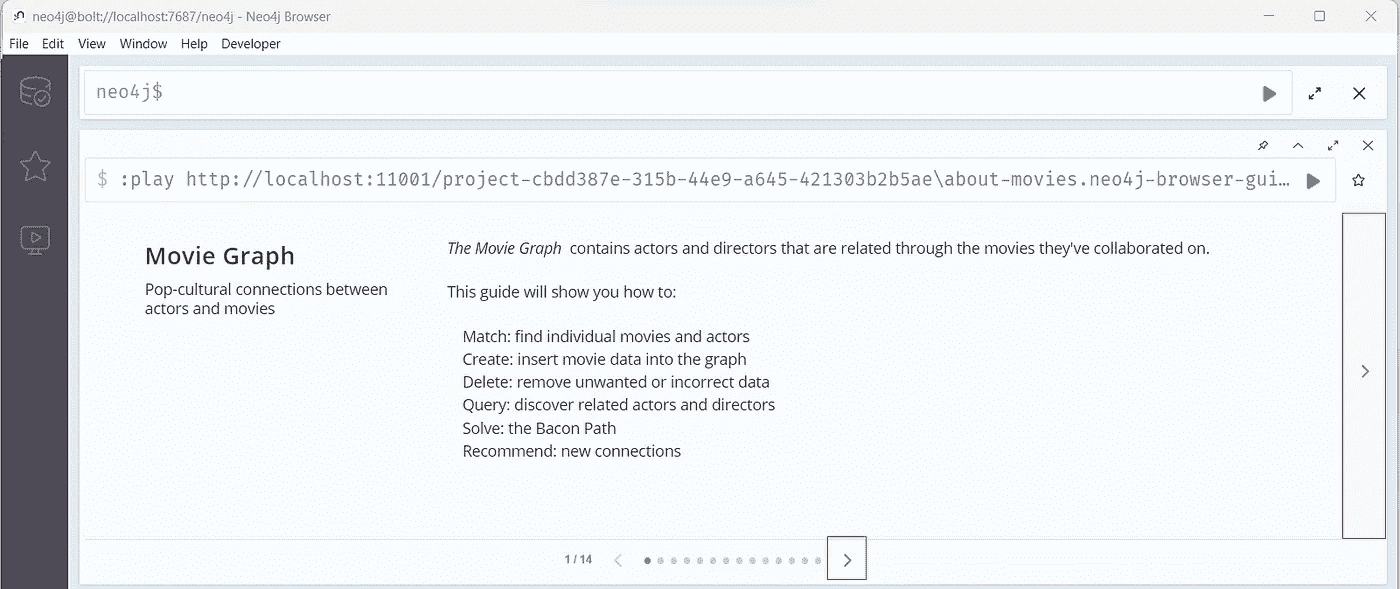 neo4j@bolt://localhost:7687/neo4j - Neo4j Browser
File Edit View Window Help Developer
neo4j$
$ :play http://localhost:11001/project-cbdd387e-315b-44e9-a645-421303b2b5ae\about-movies.neo4j-browser-gui…
Movie Graph
Pop-cultural connections between
actors and movies
The Movie Graph contains actors and directors that are related through the movies they've collaborated on.
This guide will show you how to:
Match: find individual movies and actors
Create: insert movie data into the graph
Delete: remove unwanted or incorrect data
Query: discover related actors and directors
Solve: the Bacon Path
Recommend: new connections
1 / 14